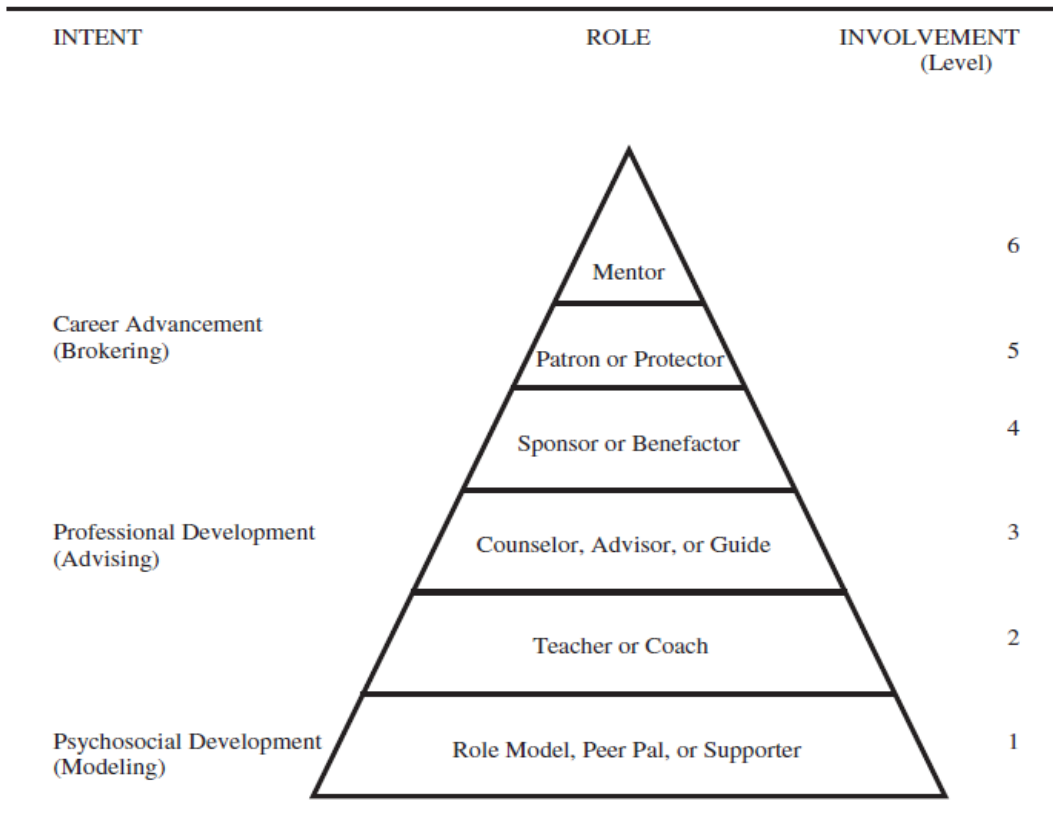 INTENT
ROLE
INVOLVEMENT
(Level)
6
Mentor
Career Advancement
(Brokering)
5
Patron or Protector
4
Sponsor or Benefactor
Professional Development
(Advising)
3
Counselor, Advisor, or Guide
2
Teacher or Coach
Psychosocial Development
(Modeling)
1
Role Model, Peer Pal, or Supporter